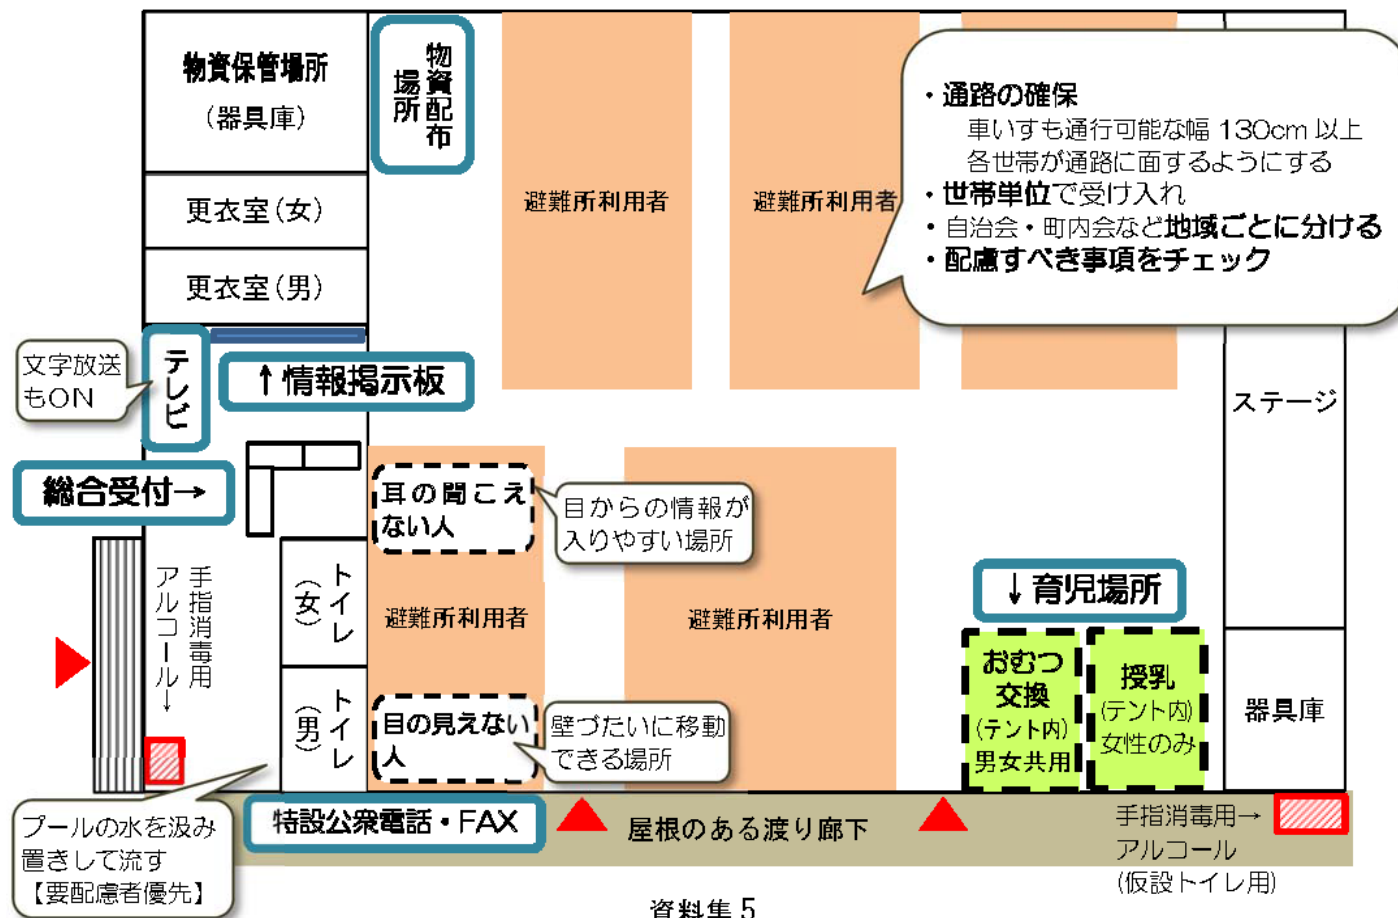 物資保管場所
(器具庫)
物資配布
場所
更衣室(女)
更衣室(男)
避難所利用者
避難所利用者
・通路の確保
車いすも通行可能な幅 130cm 以上
各世帯が通路に面するようにする
・世帯単位で受け入れ
・自治会・町内会など地域ごとに分ける
・配慮すべき事項をチェック
文字放送
もON
テレビ
↑情報掲示板
ステージ
総合受付→
耳の聞こえ
ない人
目からの情報が
入りやすい場所
手指消毒用
アルコール→
トイレ
(女)
避難所利用者
避難所利用者
↓育児場所
トイレ
(男)
目の見えない
人
壁づたいに移動
できる場所
おむつ
交換
(テント内)
男女共用
授乳
(テント内)
女性のみ
器具庫
プールの水を汲み
置きして流す
【要配慮者優先】
特設公衆電話・FAX
屋根のある渡り廊下
手指消毒用→
アルコール
(仮設トイレ用)
資料集 5